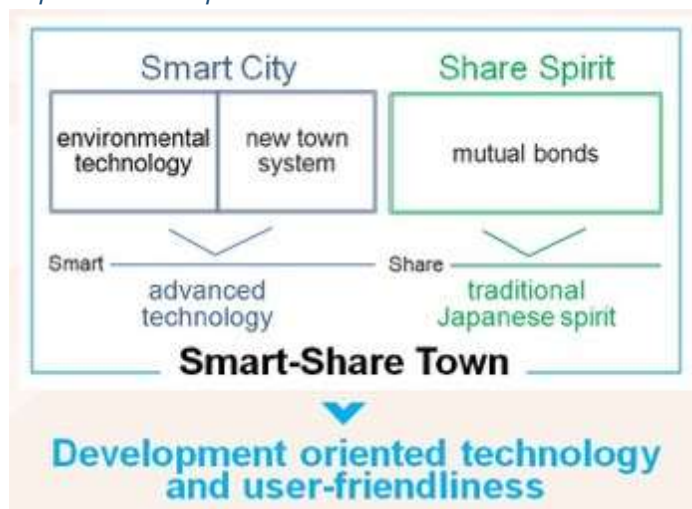 Smart City
Share Spirit
environmental
technology
new town
system
mutual bonds
Smart
advanced
technology
Share
traditional
Japanese spirit
Smart-Share Town
Development oriented technology
and user-friendliness